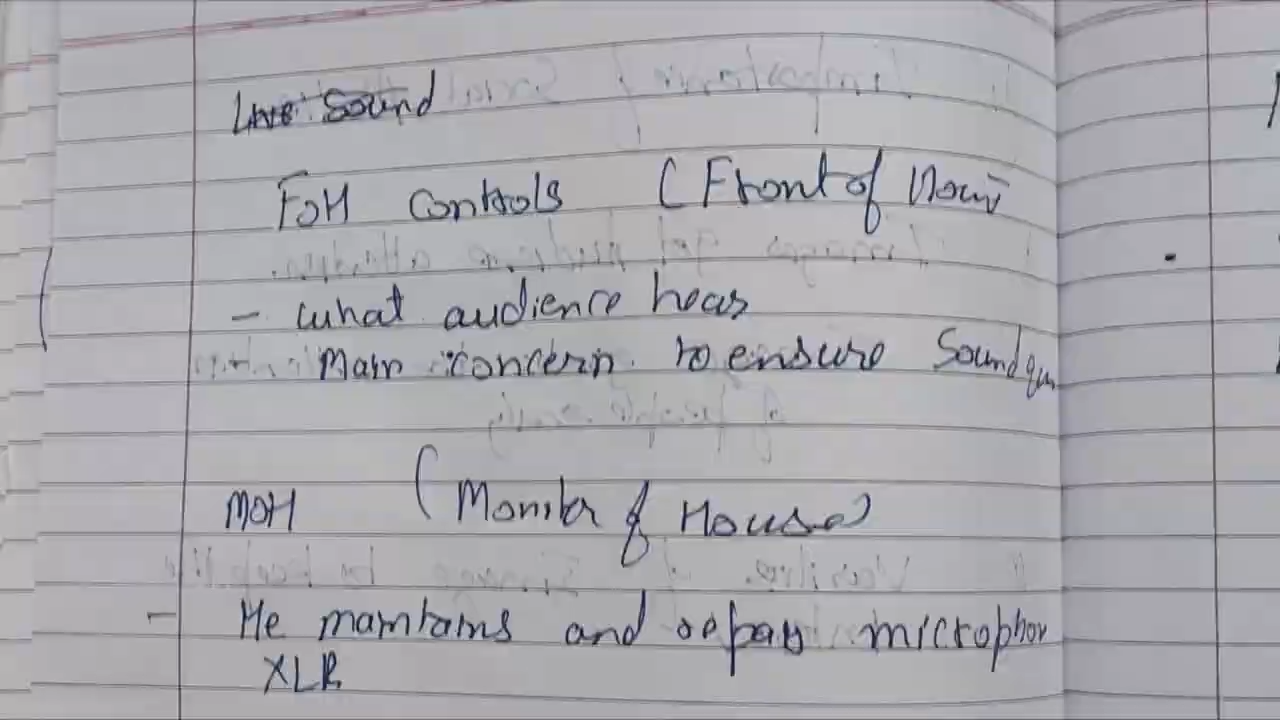 Live Sound
FOH Controls (Front of House
- what audience hears
Main concern to ensure Sound qua
MOH (Monitor of House)
- He maintains and repairs microphon
XLR